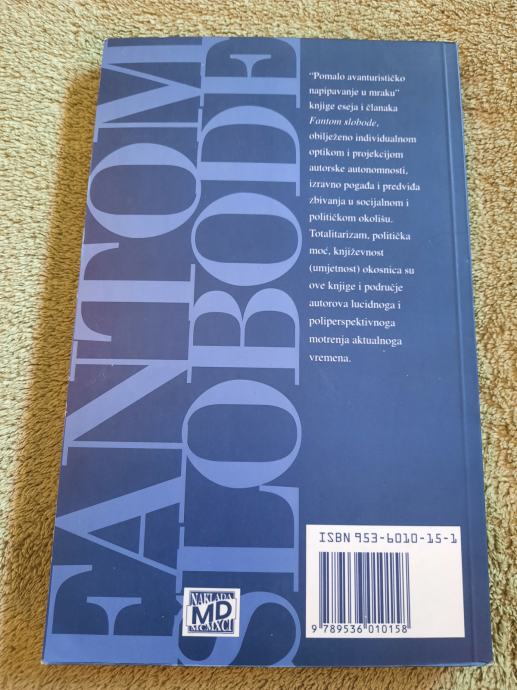 FANTOM
SLOBODE
“Pomalo avanturističko
napipavanje u mraku”
knjige eseja i članaka
Fantom slobode,
obilježeno individualnom
optikom i projekcijom
autorske autonomnosti,
izravno pogađa i predviđa
zbivanja u socijalnom i
političkom okolišu.
Totalitarizam, politička
moć, književnost
(umjetnost) okosnica su
ove knjige i područje
autorova lucidnoga i
poliperspektivnoga
motrenja aktualnoga
vremena.
ISBN 953-6010-15-1
9 789536 010158
NAKLADA
MD
MCMXCI